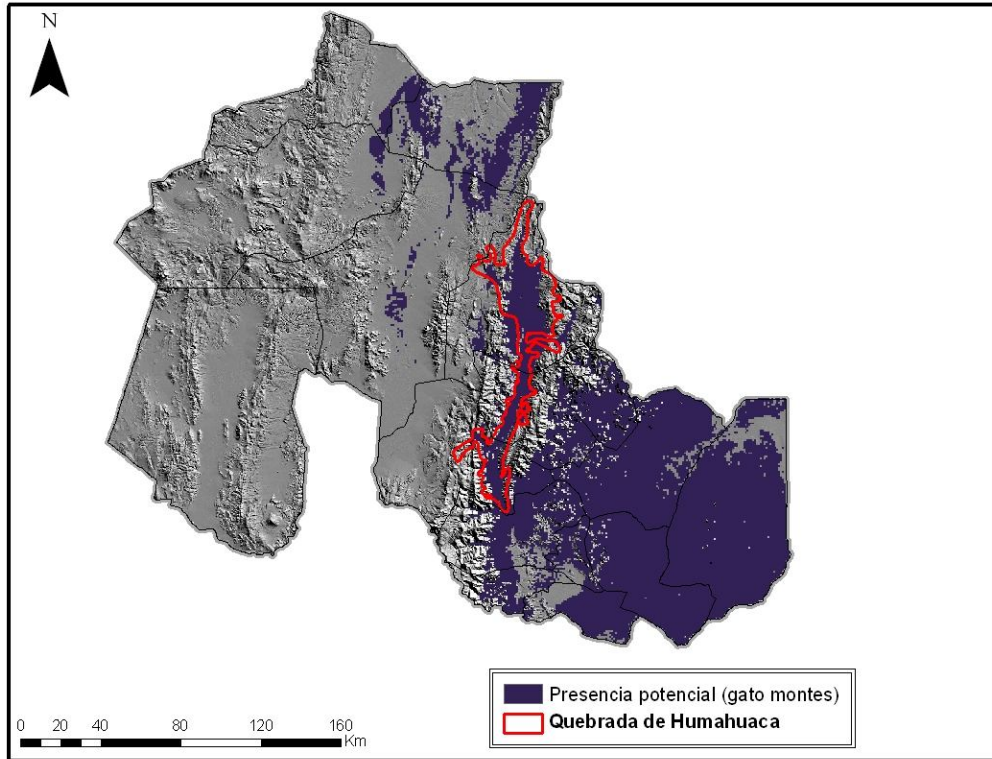 N
Presencia potencial (gato montes)
Quebrada de Humahuaca
0 20 40 80 120 160
Km